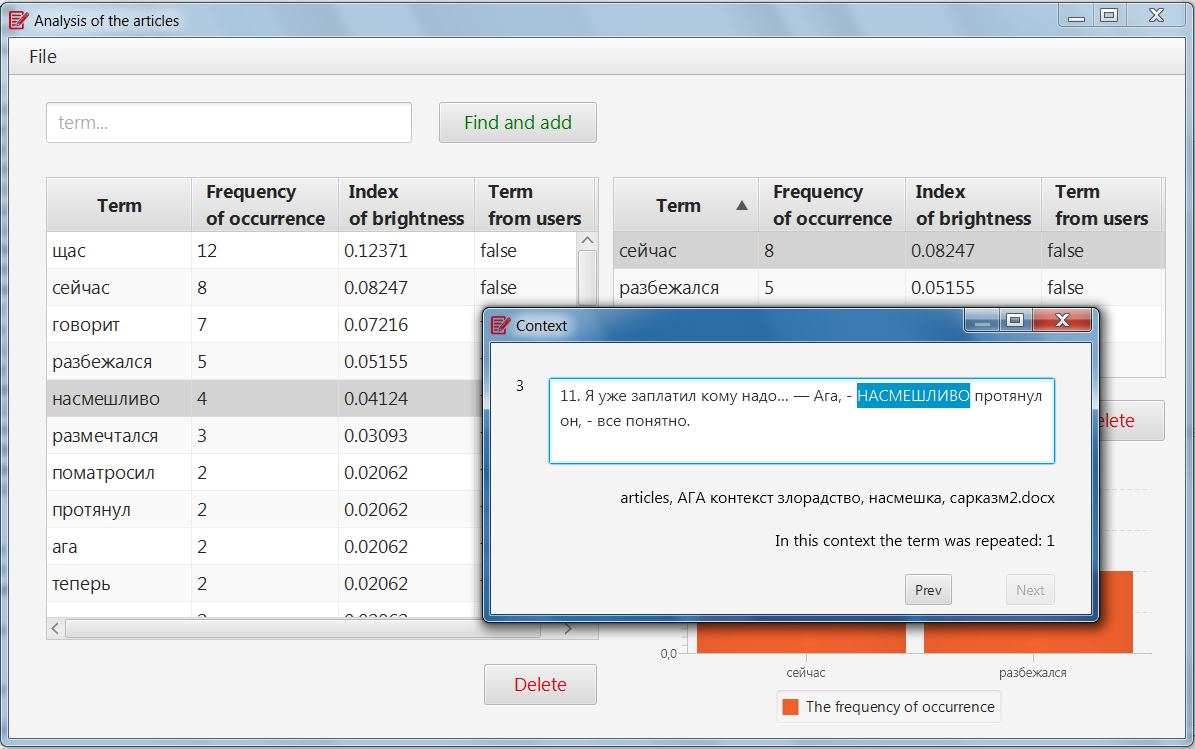 Analysis of the articles
File
term...
Find and add
Term Frequency of occurrence Index of brightness Term from users
щас 12 0.12371 false
сейчас 8 0.08247 false
говорит 7 0.07216
разбежался 5 0.05155
насмешливо 4 0.04124
размечтался 3 0.03093
поматросил 2 0.02062
протянул 2 0.02062
ага 2 0.02062
теперь 2 0.02062
Delete
Term Frequency of occurrence Index of brightness Term from users
сейчас 8 0.08247 false
разбежался 5 0.05155 false
Context
3
11. Я уже заплатил кому надо... — Ага, - НАСМЕШЛИВО протянул
он, - все понятно.
articles, АГА контекст злорадство, насмешка, сарказм2.docx
In this context the term was repeated: 1
Prev Next
0,0
сейчас разбежался
The frequency of occurrence